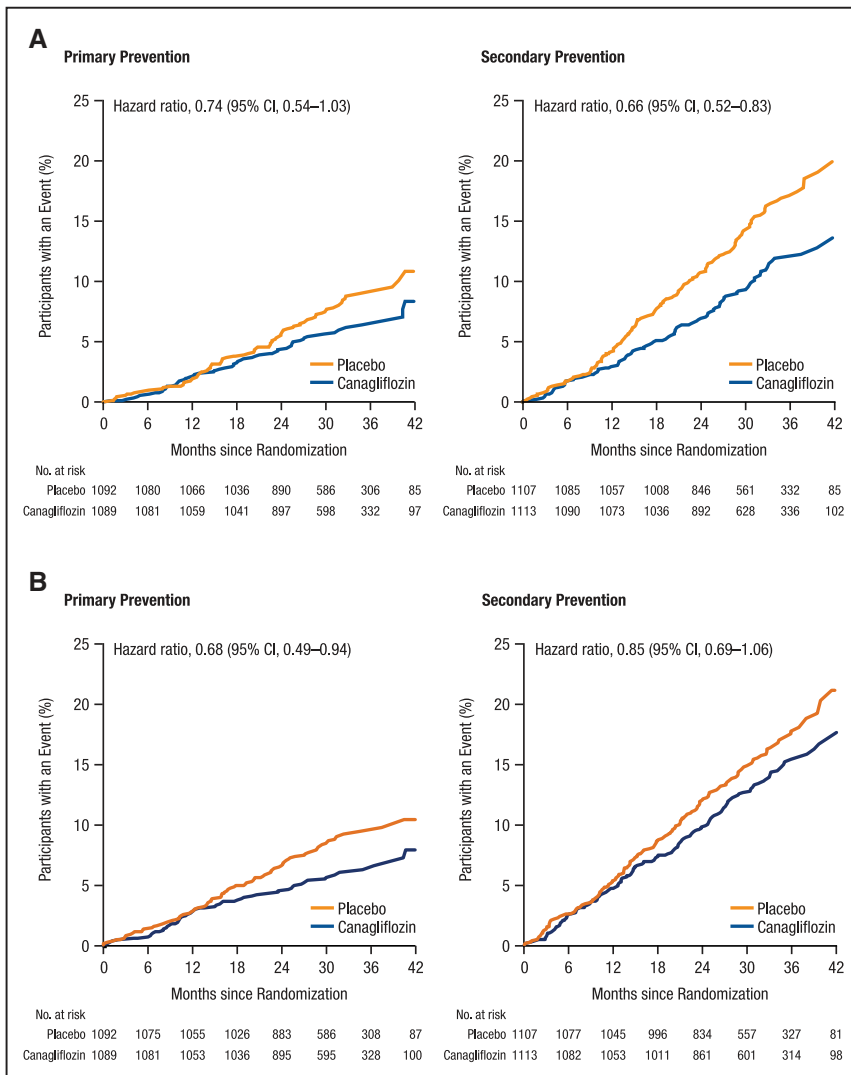 A
Primary Prevention
Hazard ratio, 0.74 (95% CI, 0.54–1.03)
Participants with an Event (%)
25
20
15
10
5
0
Placebo
Canagliflozin
0 6 12 18 24 30 36 42
Months since Randomization
No. at risk
Placebo 1092 1080 1066 1036 890 586 306 85
Canagliflozin 1089 1081 1059 1041 897 598 332 97
Secondary Prevention
Hazard ratio, 0.66 (95% CI, 0.52–0.83)
Participants with an Event (%)
25
20
15
10
5
0
Placebo
Canagliflozin
0 6 12 18 24 30 36 42
Months since Randomization
No. at risk
Placebo 1107 1085 1057 1008 846 561 332 85
Canagliflozin 1113 1090 1073 1036 892 628 336 102
B
Primary Prevention
Hazard ratio, 0.68 (95% CI, 0.49–0.94)
Participants with an Event (%)
25
20
15
10
5
0
Placebo
Canagliflozin
0 6 12 18 24 30 36 42
Months since Randomization
No. at risk
Placebo 1092 1075 1055 1026 883 586 308 87
Canagliflozin 1089 1081 1053 1036 895 595 328 100
Secondary Prevention
Hazard ratio, 0.85 (95% CI, 0.69–1.06)
Participants with an Event (%)
25
20
15
10
5
0
Placebo
Canagliflozin
0 6 12 18 24 30 36 42
Months since Randomization
No. at risk
Placebo 1107 1077 1045 996 834 557 327 81
Canagliflozin 1113 1082 1053 1011 861 601 314 98